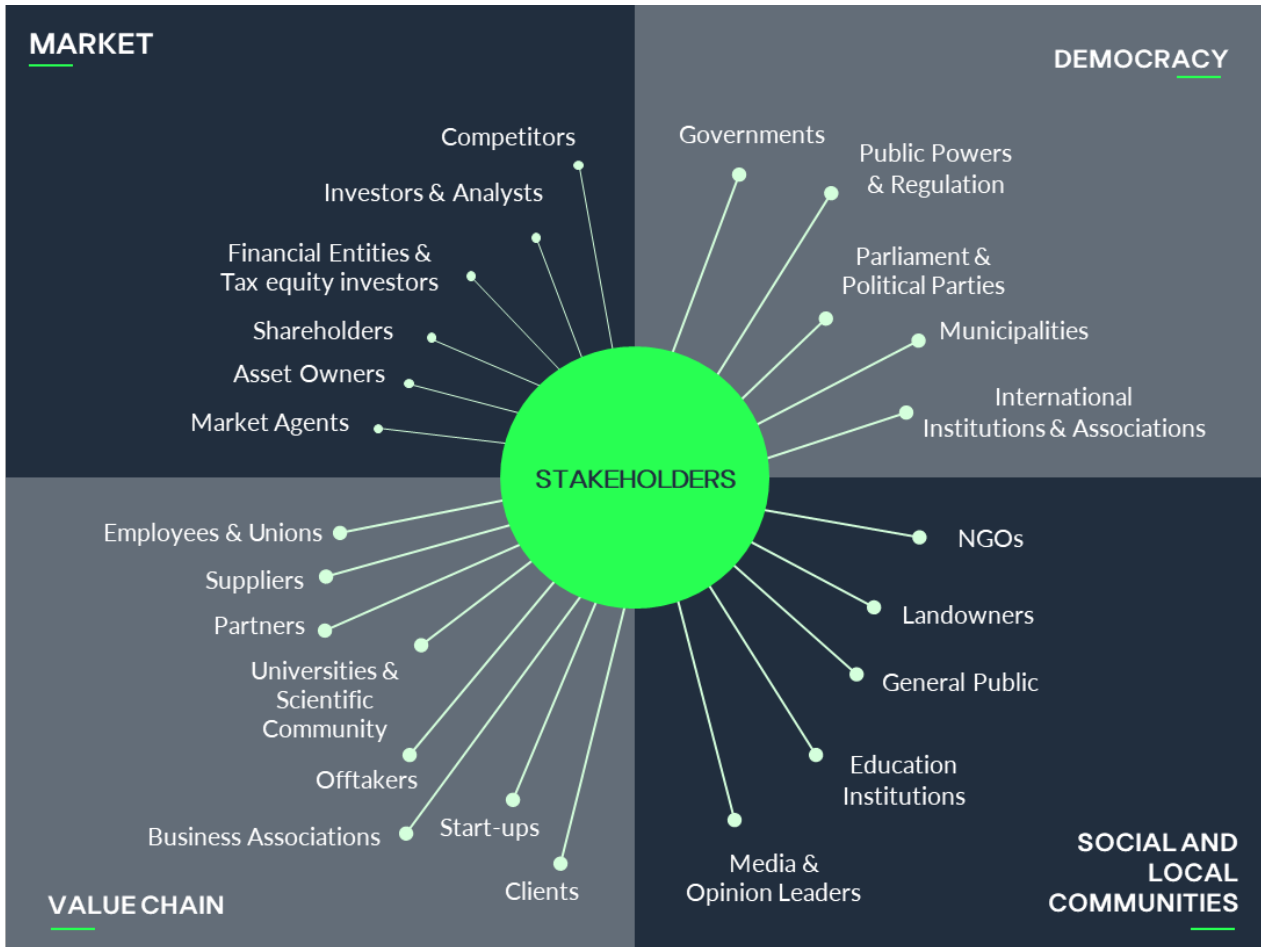 MARKET
Competitors
Investors & Analysts
Financial Entities &
Tax equity investors
Shareholders
Asset Owners
Market Agents
DEMOCRACY
Governments
Public Powers
& Regulation
Parliament &
Political Parties
Municipalities
International
Institutions & Associations
STAKEHOLDERS
Employees & Unions
Suppliers
Partners
Universities &
Scientific
Community
Offtakers
Business Associations
Start-ups
Clients
VALUE CHAIN
NGOs
Landowners
General Public
Education
Institutions
Media &
Opinion Leaders
SOCIAL AND
LOCAL
COMMUNITIES